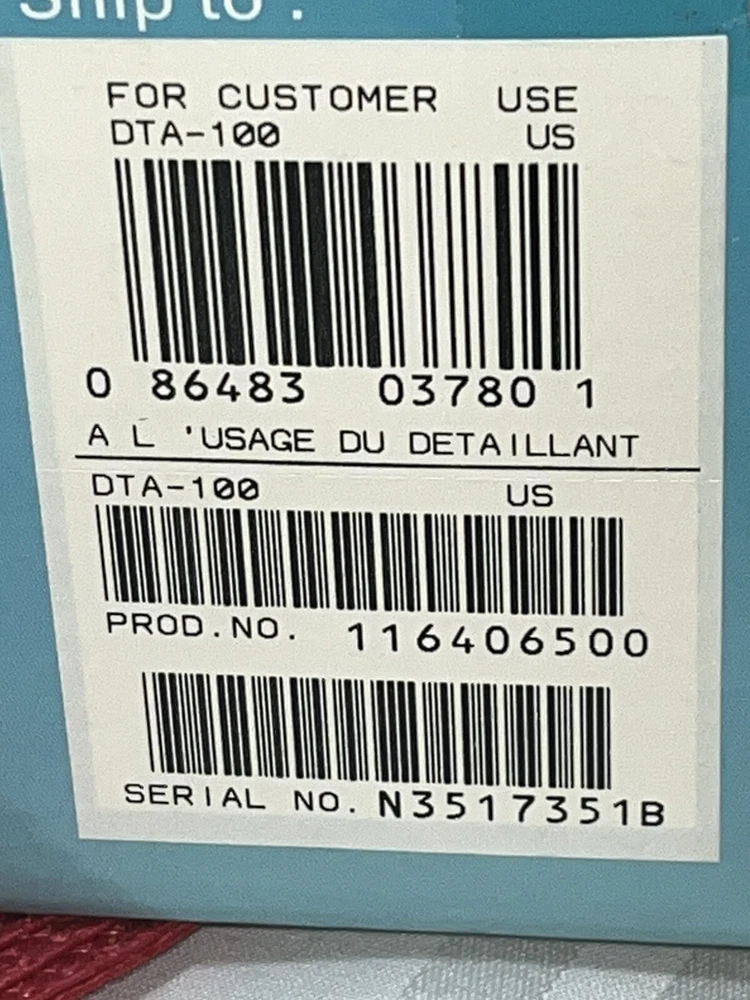 Ship to :
FOR CUSTOMER USE
DTA-100 US
0 86483 03780 1
A L 'USAGE DU DETAILLANT
DTA-100 US
PROD.NO. 116406500
SERIAL NO. N3517351B